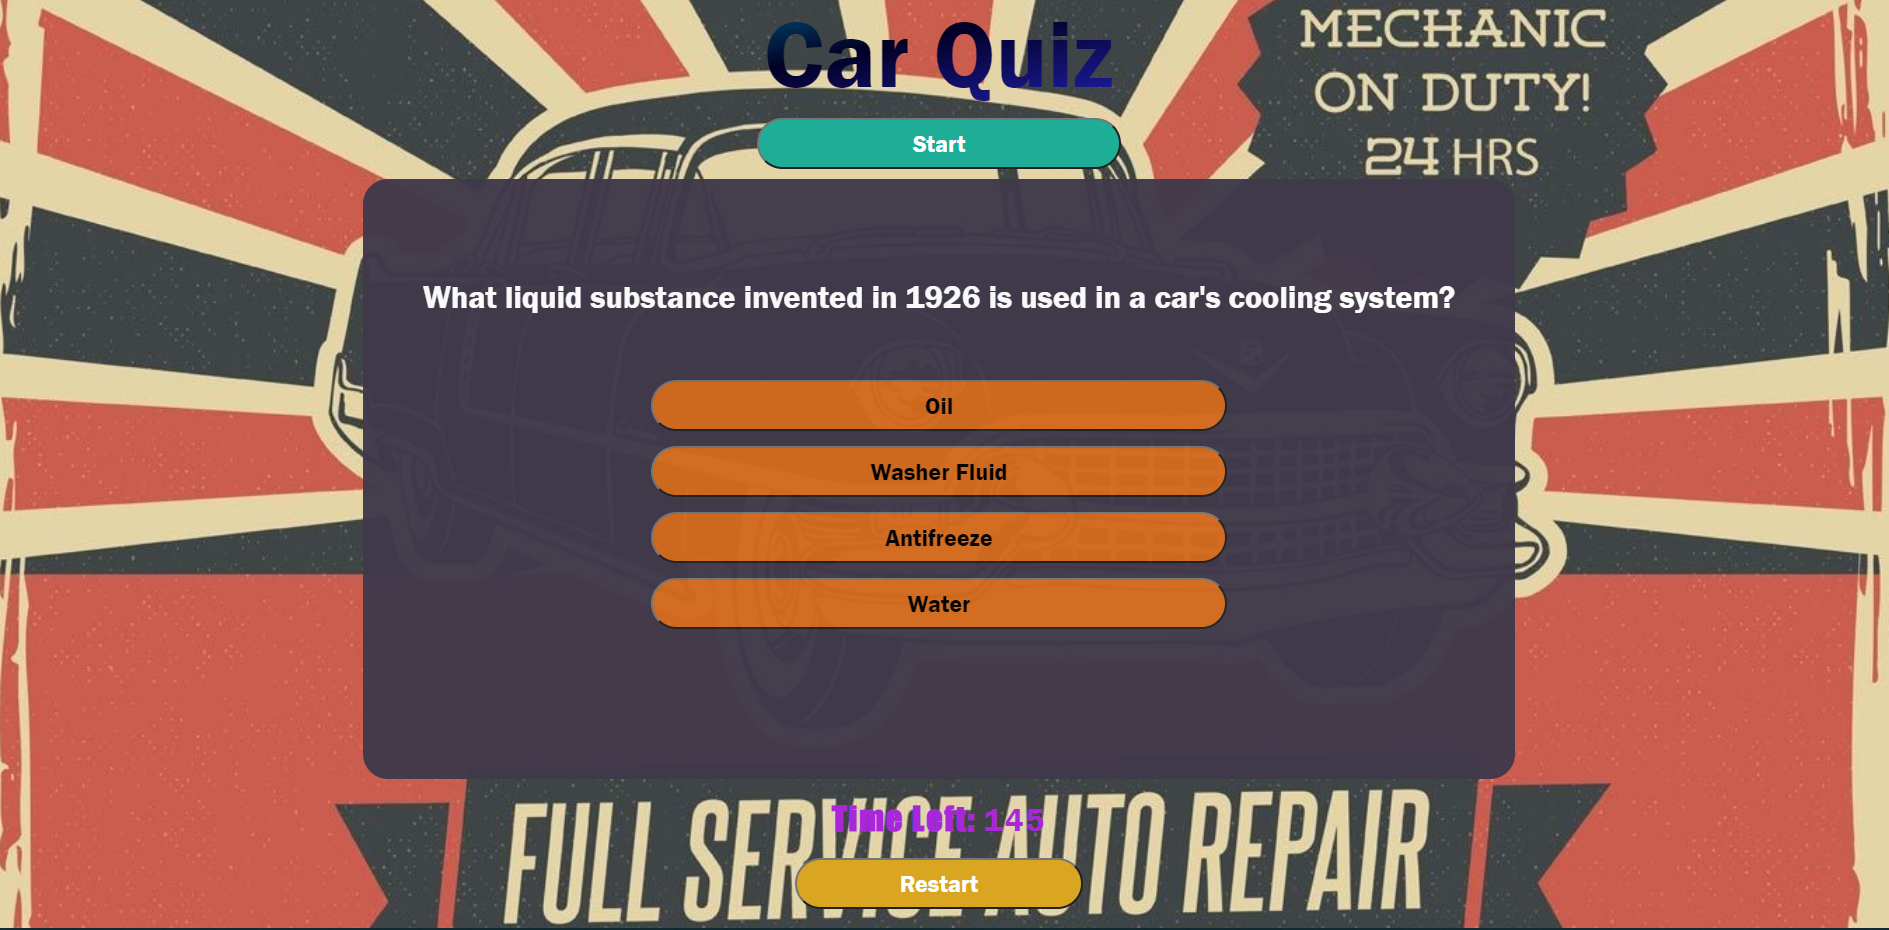 MECHANIC
ON DUTY!
24 HRS
Car Quiz
Start
What liquid substance invented in 1926 is used in a car's cooling system?
Oil
Washer Fluid
Antifreeze
Water
Time Left: 145
FULL SERVICE AUTO REPAIR
Restart